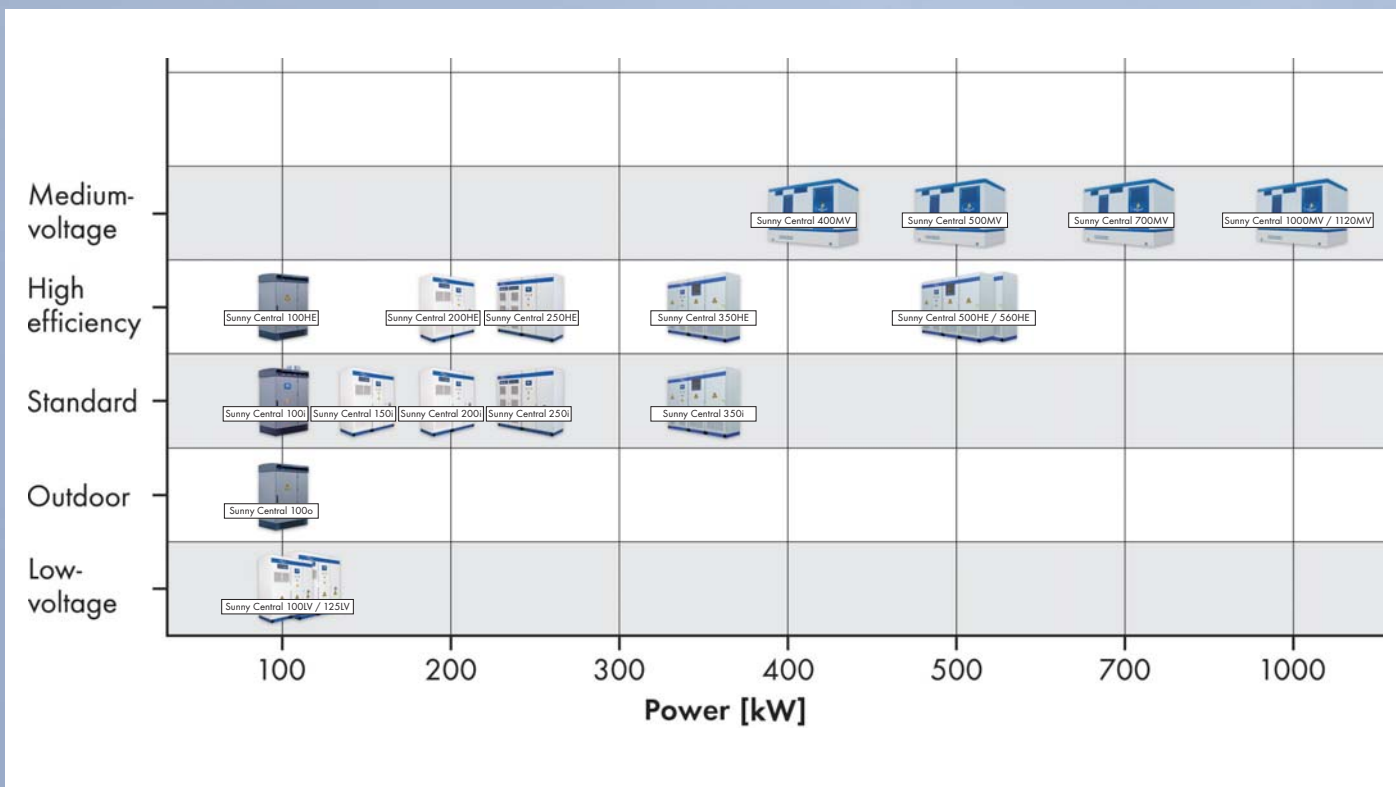 Medium-
voltage
Sunny Central 400MV
Sunny Central 500MV
Sunny Central 700MV
Sunny Central 1000MV / 1120MV
High
efficiency
Sunny Central 100HE
Sunny Central 200HE
Sunny Central 250HE
Sunny Central 350HE
Sunny Central 500HE / 560HE
Standard
Sunny Central 100i
Sunny Central 150i
Sunny Central 200i
Sunny Central 250i
Sunny Central 350i
Outdoor
Sunny Central 100o
Low-
voltage
Sunny Central 100LV / 125LV
100
200
300
400
500
700
1000
Power [kW]